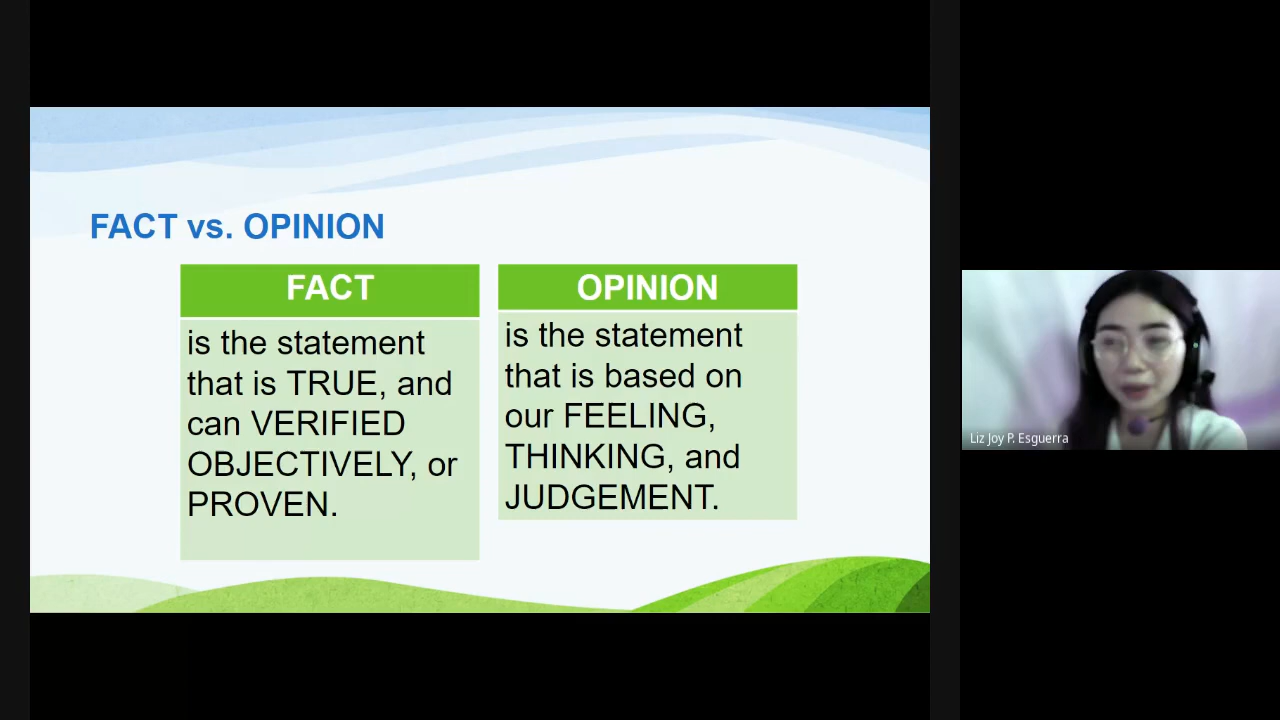 FACT vs. OPINION
FACT
is the statement
that is TRUE, and
can VERIFIED
OBJECTIVELY, or
PROVEN.
OPINION
is the statement
that is based on
our FEELING,
THINKING, and
JUDGEMENT.
Liz Joy P. Esguerra